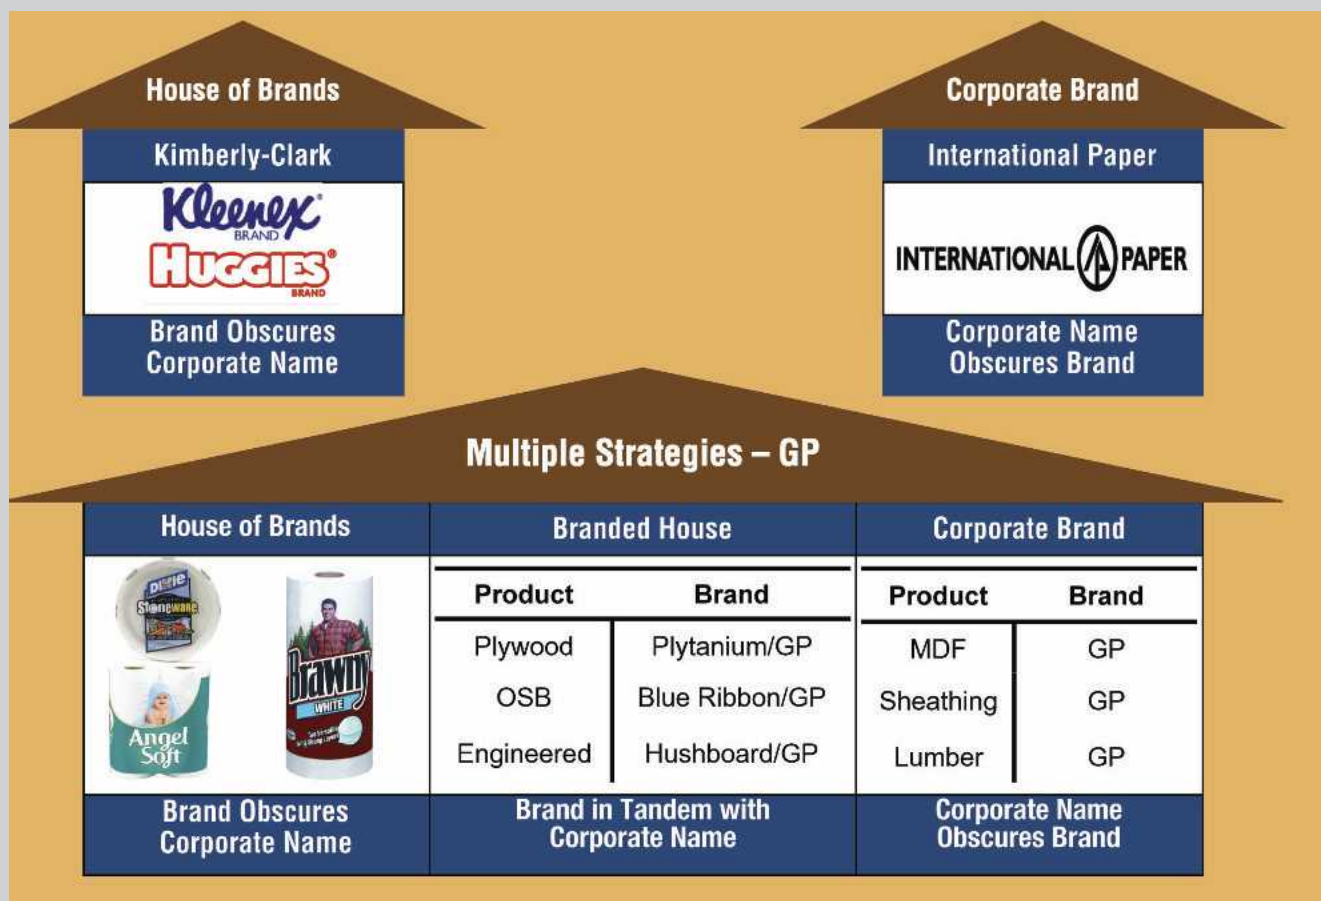 House of Brands
Kimberly-Clark
Kleenex®
BRAND
HUGGIES®
BRAND
Brand Obscures
Corporate Name
Corporate Brand
International Paper
INTERNATIONAL PAPER
Corporate Name
Obscures Brand
Multiple Strategies – GP
House of Brands
DIXIE
Stoneware
Angel
Soft
Brawny
WHITE
Brand Obscures
Corporate Name
Branded House
Product Brand
Plywood Plytanium/GP
OSB Blue Ribbon/GP
Engineered Hushboard/GP
Brand in Tandem with
Corporate Name
Corporate Brand
Product Brand
MDF GP
Sheathing GP
Lumber GP
Corporate Name
Obscures Brand